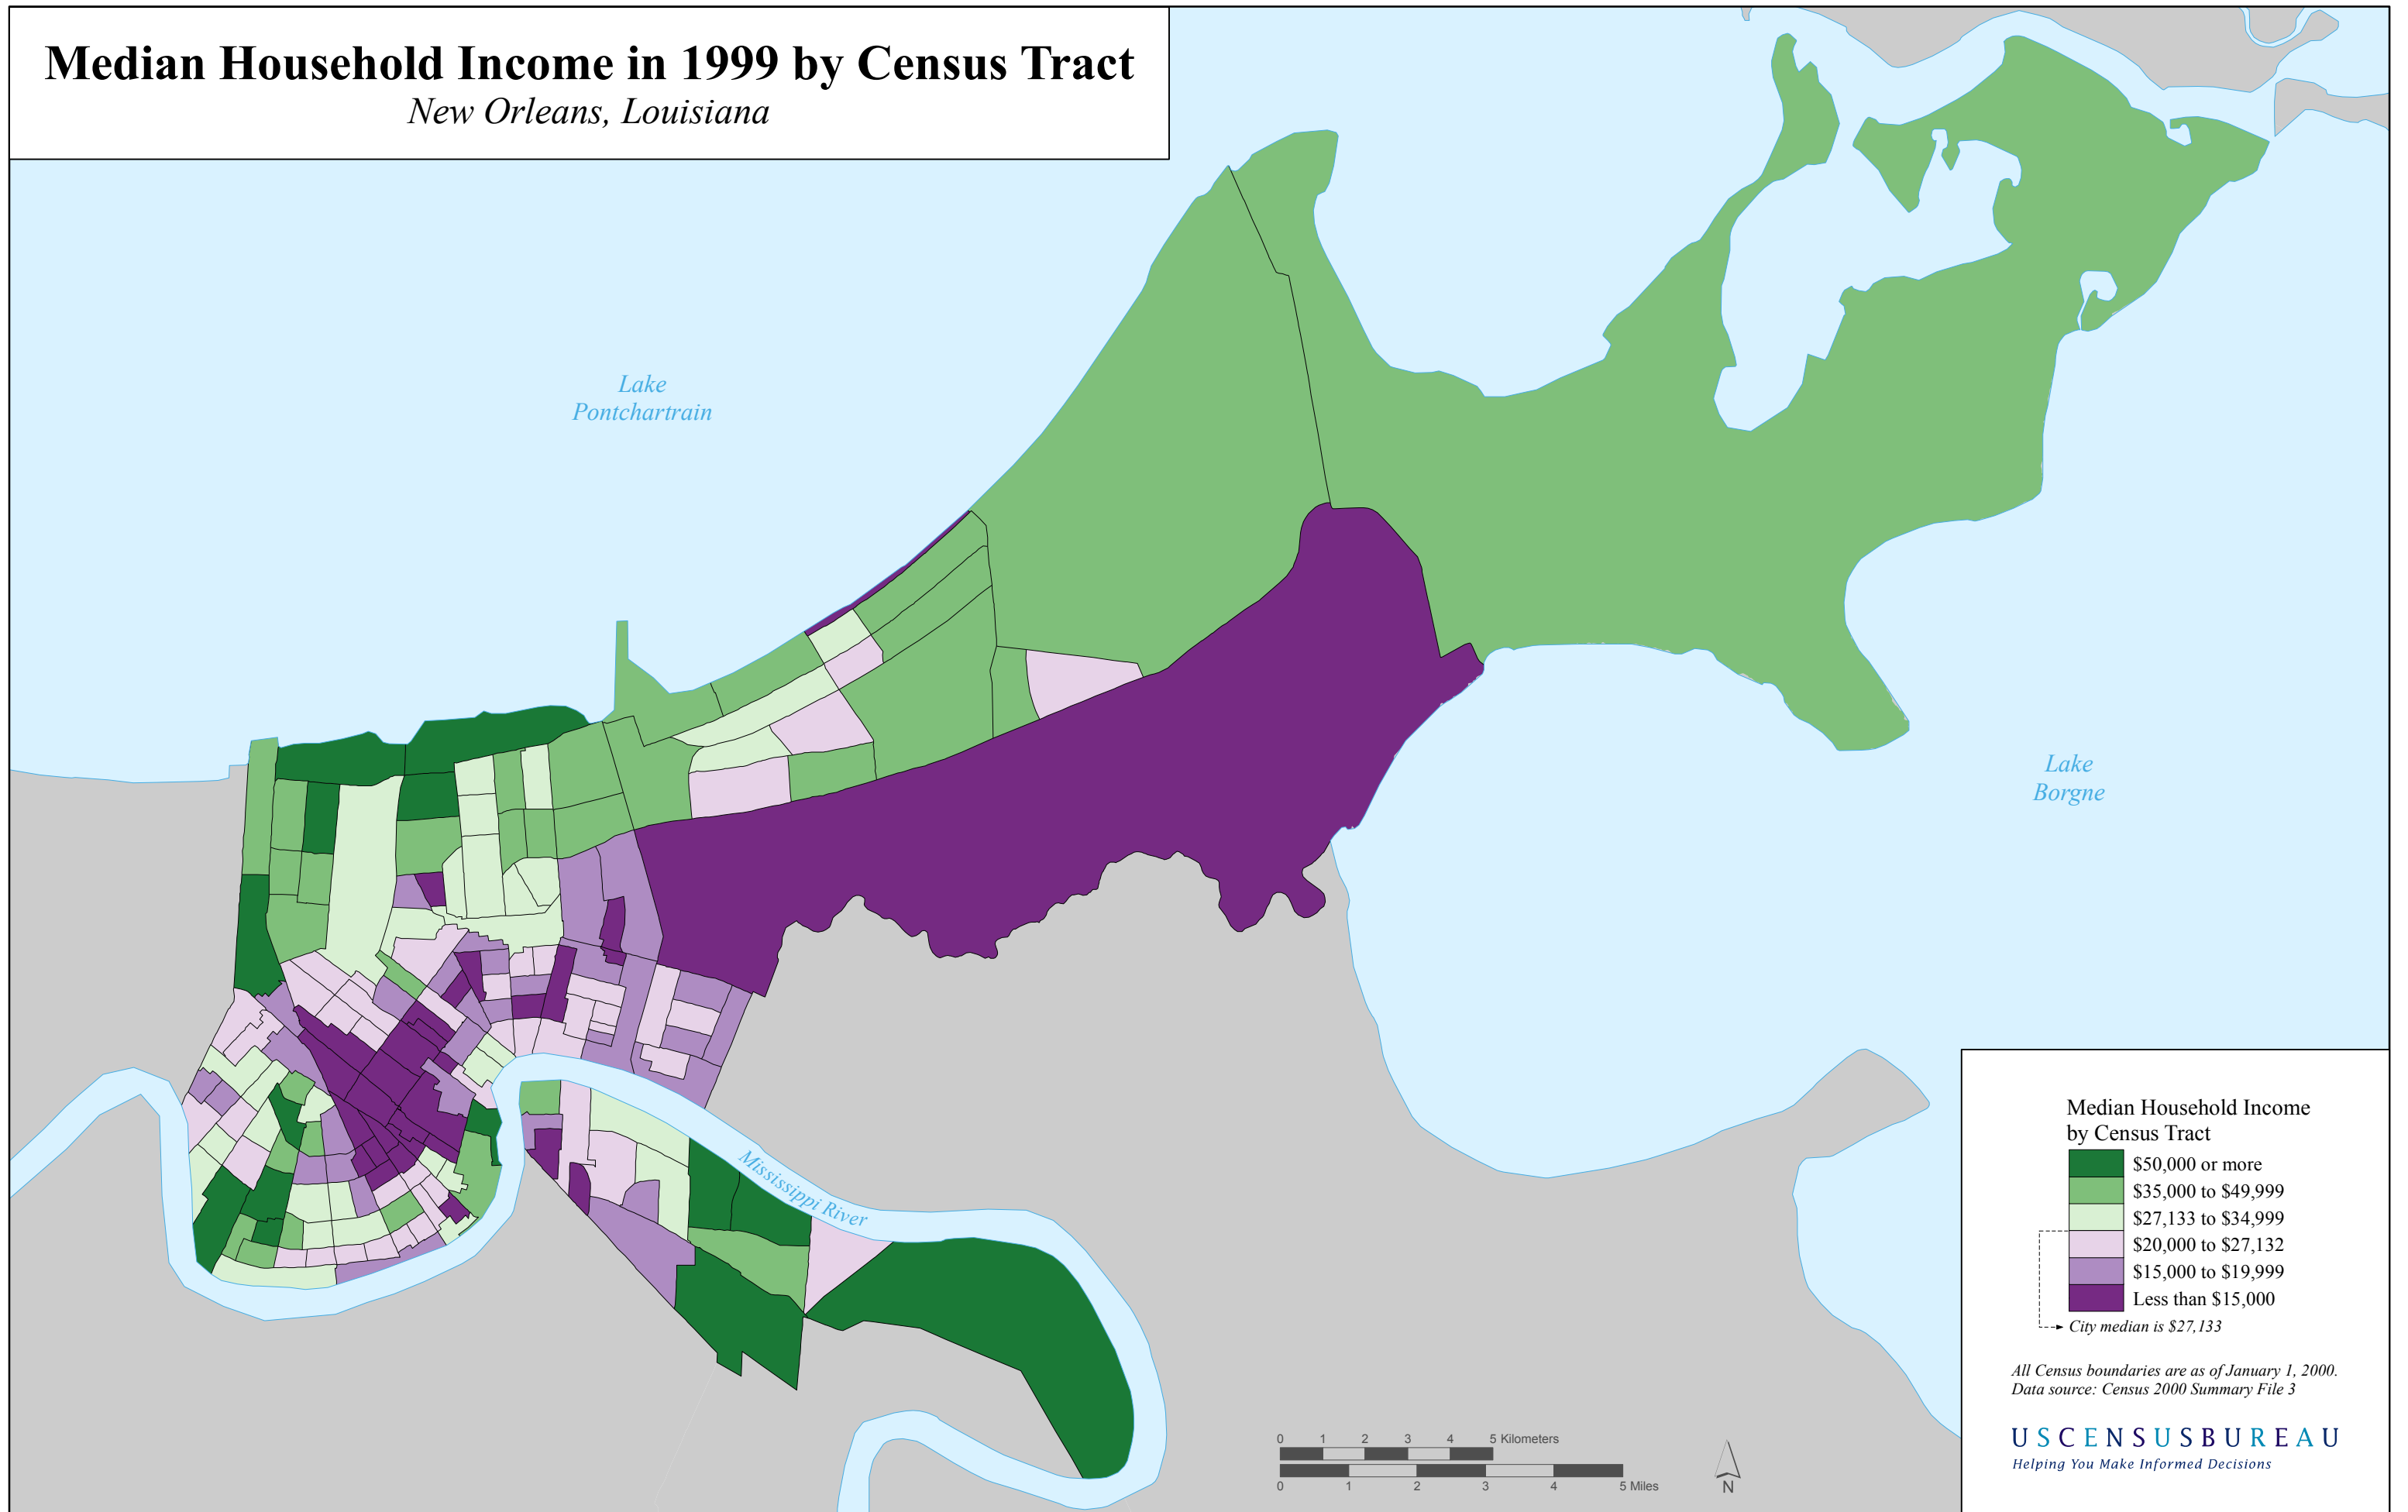 Median Household Income in 1999 by Census Tract
New Orleans, Louisiana
Lake
Pontchartrain
Lake
Borgne
Mississippi River
Median Household Income
by Census Tract
$50,000 or more
$35,000 to $49,999
$27,133 to $34,999
$20,000 to $27,132
$15,000 to $19,999
Less than $15,000
City median is $27,133
All Census boundaries are as of January 1, 2000.
Data source: Census 2000 Summary File 3
USCENSUSBUREAU
Helping You Make Informed Decisions
0 1 2 3 4 5 Kilometers
0 1 2 3 4 5 Miles
N